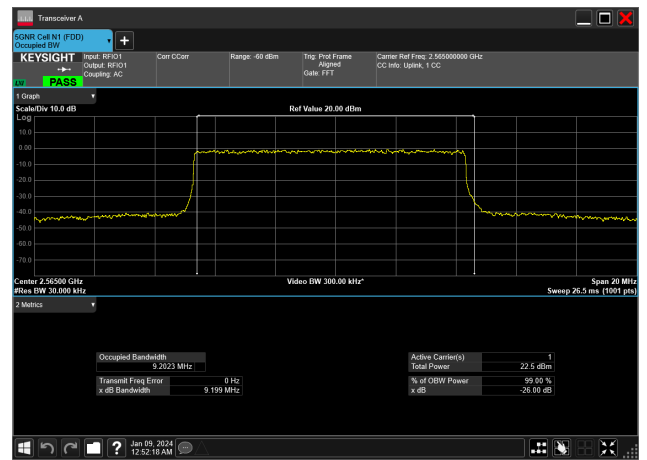 Transceiver A
5GNR Cell N1 (FDD)
Occupied BW
KEYSIGHT
LXI
PASS
Input: RFIO1
Output: RFIO1
Coupling: AC
Corr CCorr
Range: -60 dBm
Trig: Prot Frame
Aligned
Gate: FFT
Carrier Ref Freq: 2.565000000 GHz
CC Info: Uplink, 1 CC
1 Graph
Scale/Div 10.0 dB
Ref Value 20.00 dBm
Log
10.0
0.00
-10.0
-20.0
-30.0
-40.0
-50.0
-60.0
-70.0
Center 2.56500 GHz
Video BW 300.00 kHz*
Span 20 MHz
#Res BW 30.000 kHz
Sweep 26.5 ms (1001 pts)
2 Metrics
Occupied Bandwidth
9.2023 MHz
Active Carrier(s) 1
Total Power 22.5 dBm
Transmit Freq Error 0 Hz
x dB Bandwidth 9.199 MHz
% of OBW Power 99.00 %
x dB -26.00 dB
?
Jan 09, 2024
12:52:18 AM